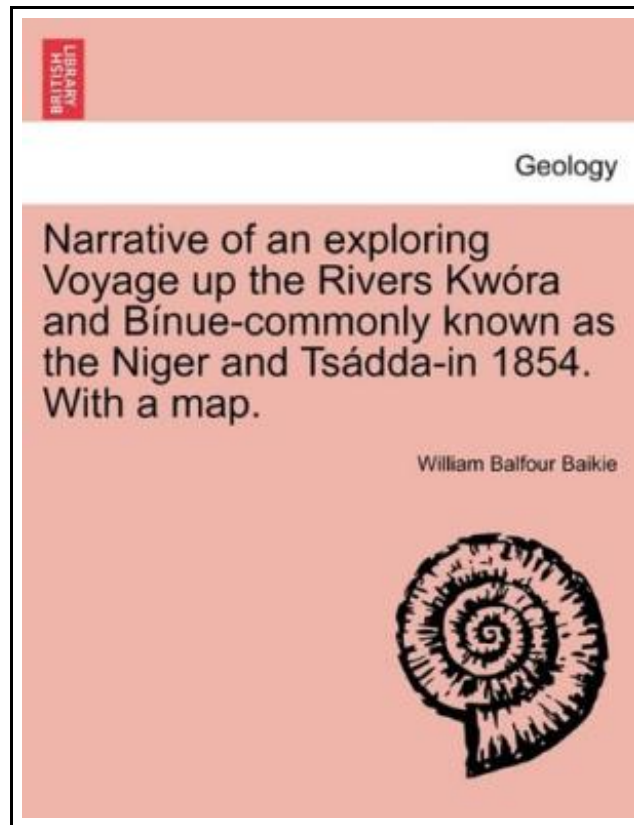 BRITISH
LIBRARY
Geology
Narrative of an exploring
Voyage up the Rivers Kwóra
and Bínue-commonly known as
the Niger and Tsádda-in 1854.
With a map.
William Balfour Baikie